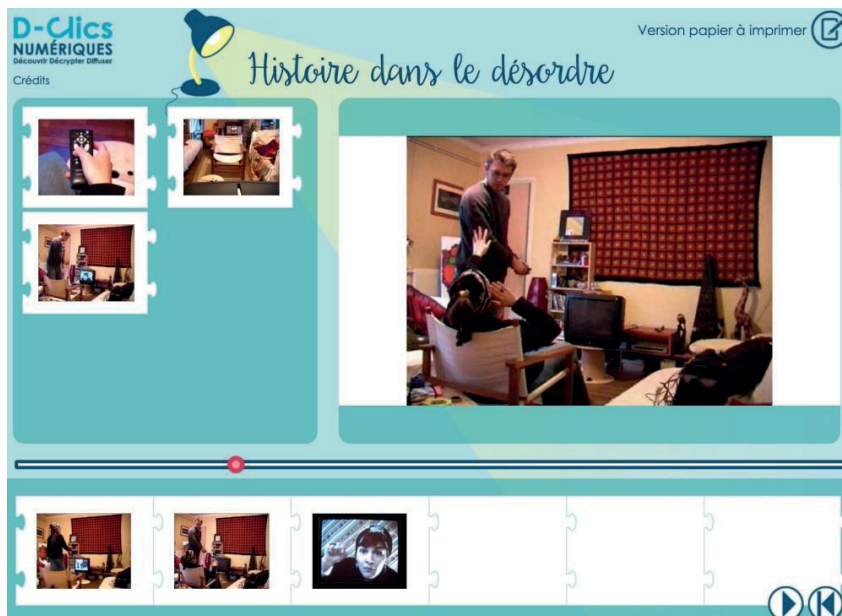 D-Clics
NUMÉRIQUES
Découvrir Décrypter Diffuser
Crédits
Histoire dans le désordre
Version papier à imprimer